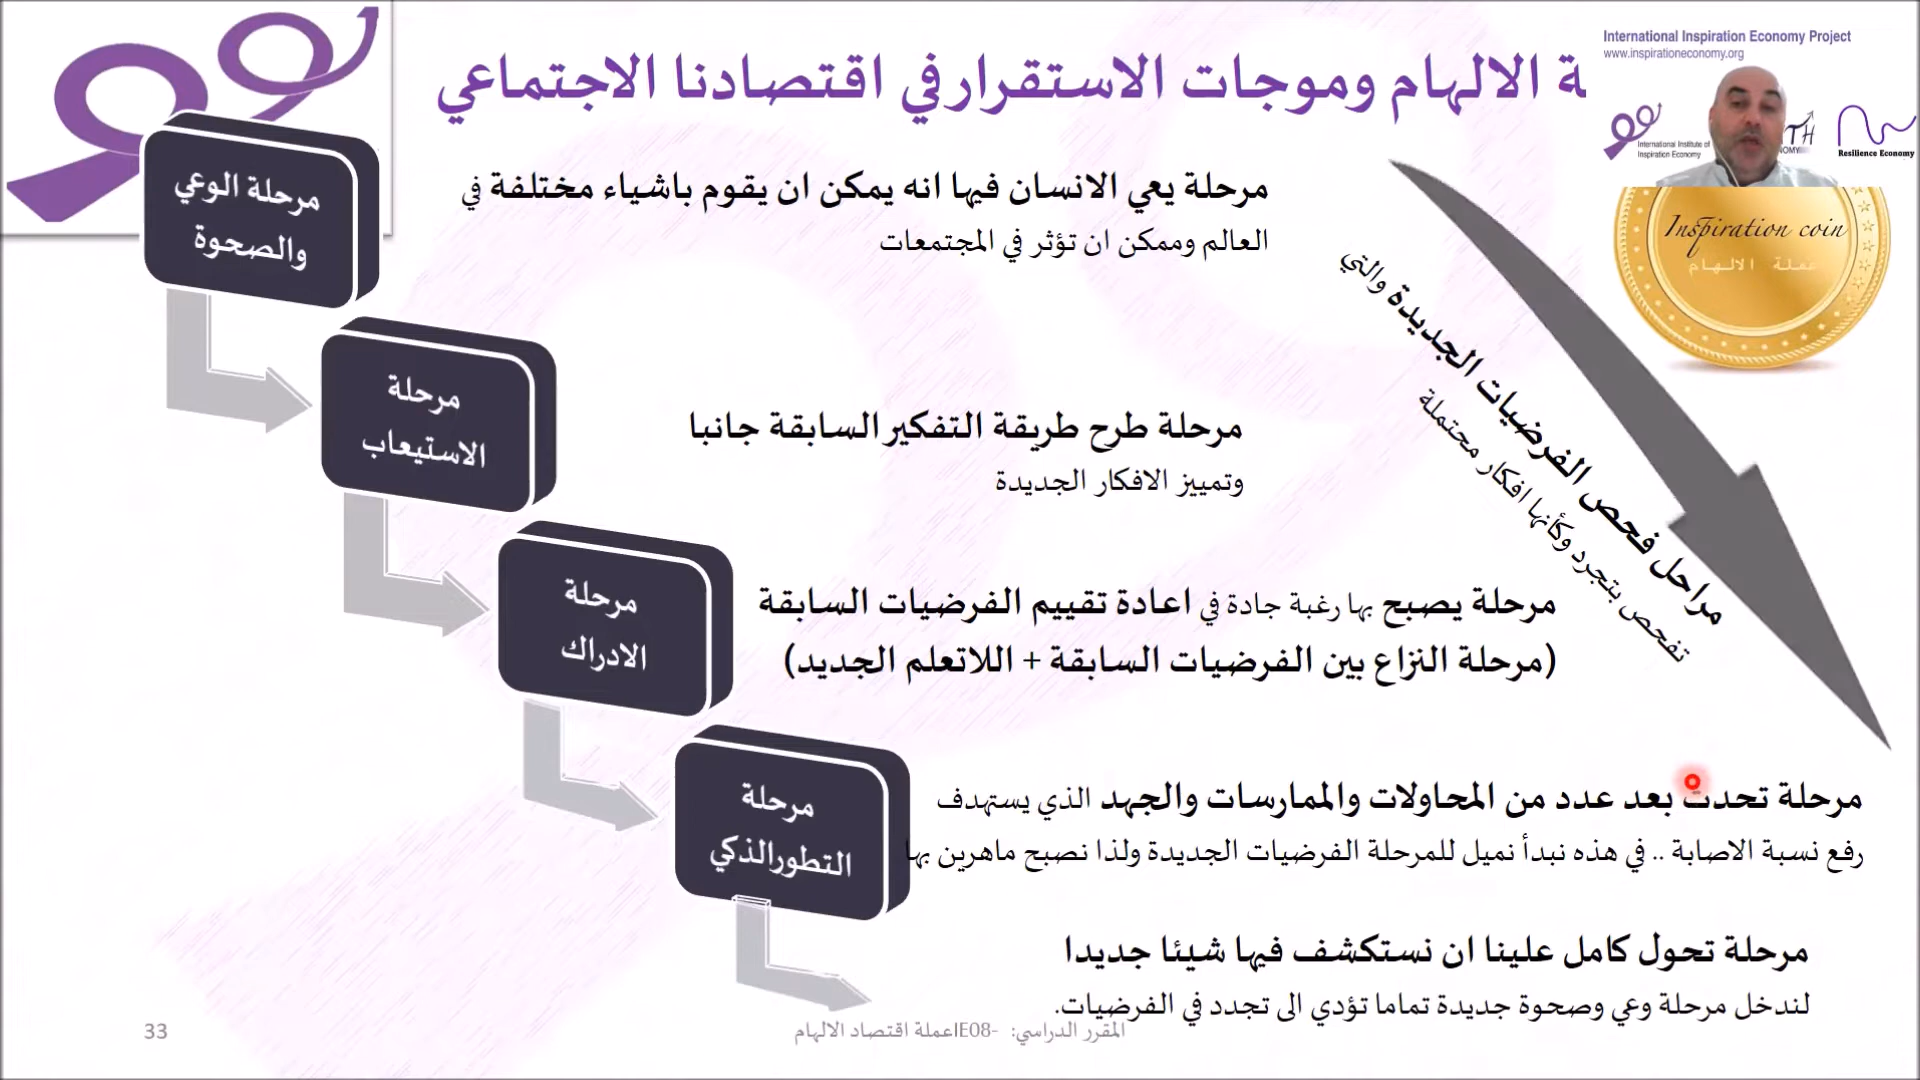 ة الالهام وموجات الاستقرار في اقتصادنا الاجتماعي
International Inspiration Economy Project
www.inspirationeconomy.org
International Institute of
Inspiration Economy
TH
NOMY
Resilience Economy
Inspiration coin
عملة الالهام
مرحلة الوعي
والصحوة
مرحلة يعي الانسان فيها انه يمكن ان يقوم باشياء مختلفة في
العالم وممكن ان تؤثر في المجتمعات
مراحل فحص الفرضيات الجديدة والتي
تفحص بتجرد وكأنها افكار محتملة
مرحلة
الاستيعاب
مرحلة طرح طريقة التفكير السابقة جانبا
وتمييز الافكار الجديدة
مرحلة
الادراك
مرحلة يصبح بها رغبة جادة في اعادة تقييم الفرضيات السابقة
(مرحلة النزاع بين الفرضيات السابقة + اللاتعلم الجديد)
مرحلة
التطور الذكي
مرحلة تحدث بعد عدد من المحاولات والممارسات والجهد الذي يستهدف
رفع نسبة الاصابة .. في هذه نبدأ نميل للمرحلة الفرضيات الجديدة ولذا نصبح ماهرين بها
مرحلة تحول كامل علينا ان نستكشف فيها شيئا جديدا
لندخل مرحلة وعي وصحوة جديدة تماما تؤدي الى تجدد في الفرضيات.
المقرر الدراسي: -IE08عملة اقتصاد الالهام
33